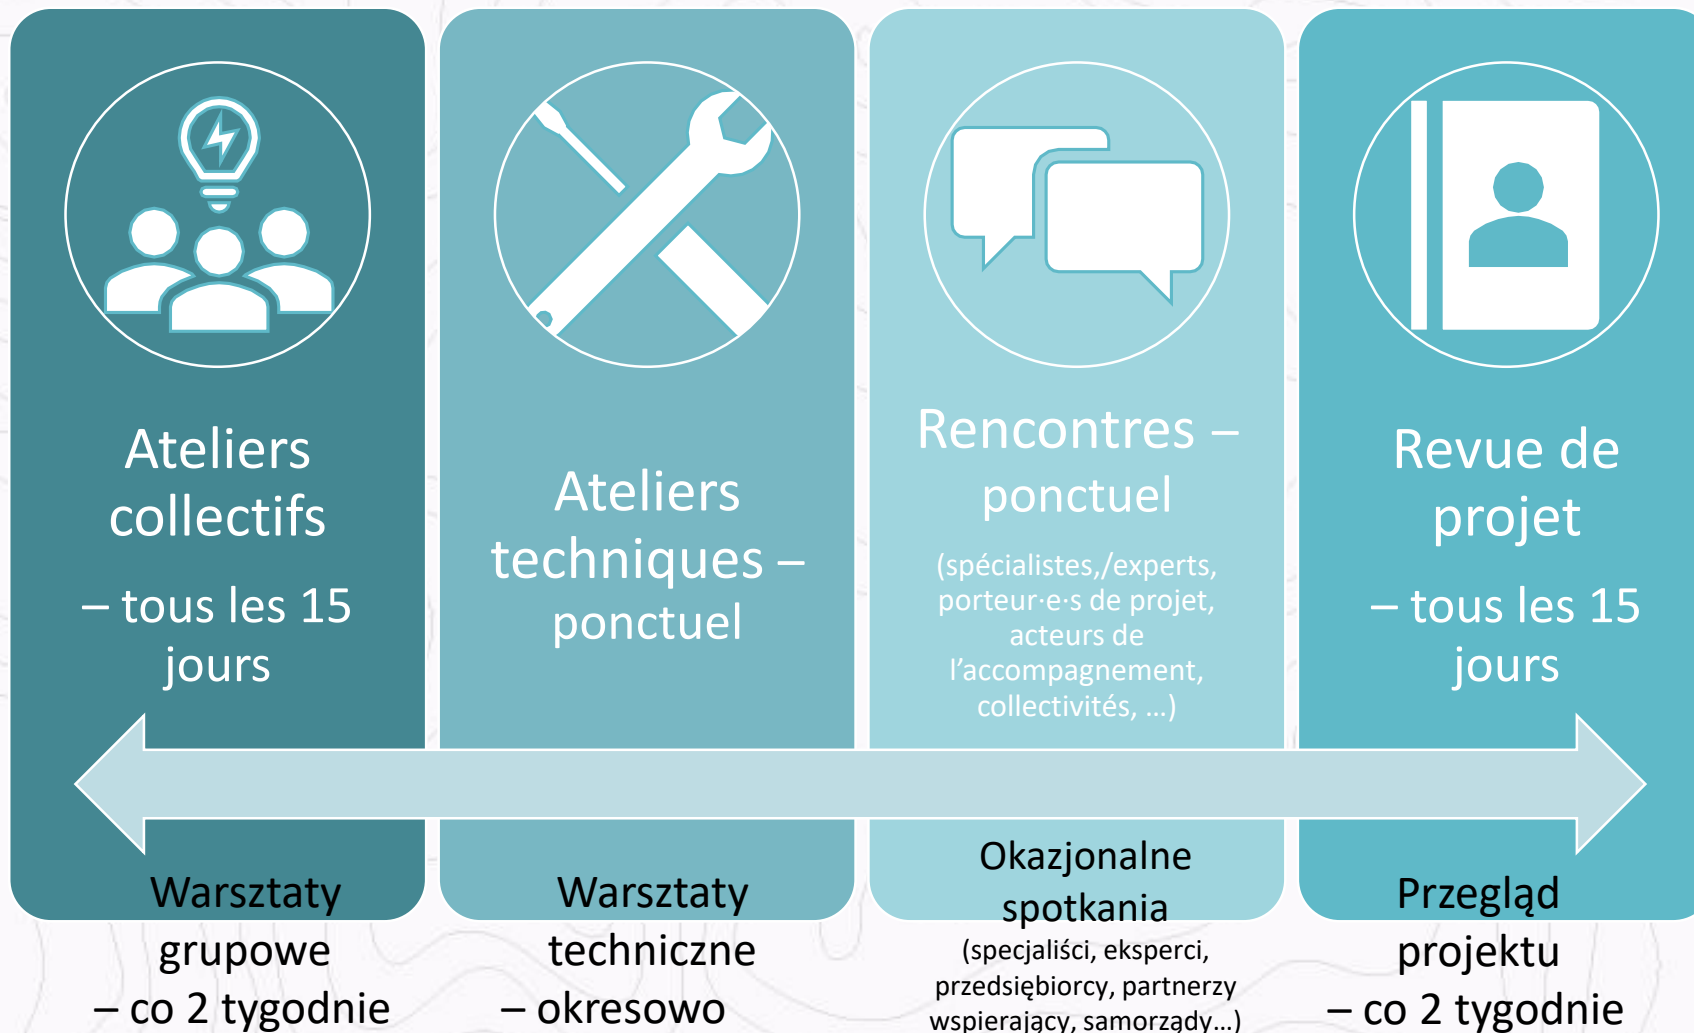 Ateliers
collectifs
– tous les 15
jours
Ateliers
techniques –
ponctuel
Rencontres –
ponctuel
(spécialistes,/experts,
porteur·e·s de projet,
acteurs de
l’accompagnement,
collectivités, …)
Revue de
projet
– tous les 15
jours
Warsztaty
grupowe
– co 2 tygodnie
Warsztaty
techniczne
– okresowo
Okazjonalne
spotkania
(specjaliści, eksperci,
przedsiębiorcy, partnerzy
wspierający, samorządy…)
Przegląd
projektu
– co 2 tygodnie